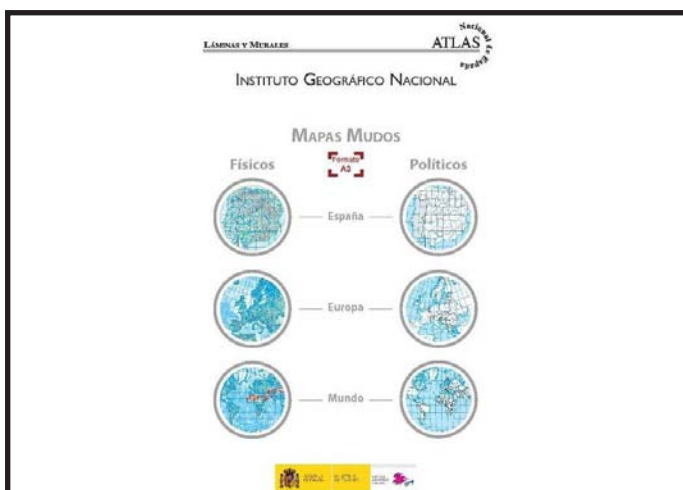 LÁMINAS Y MURALES
Nacional de España
ATLAS
INSTITUTO GEOGRÁFICO NACIONAL
MAPAS MUDOS
Físicos
Formato
A3
Políticos
España
Europa
Mundo